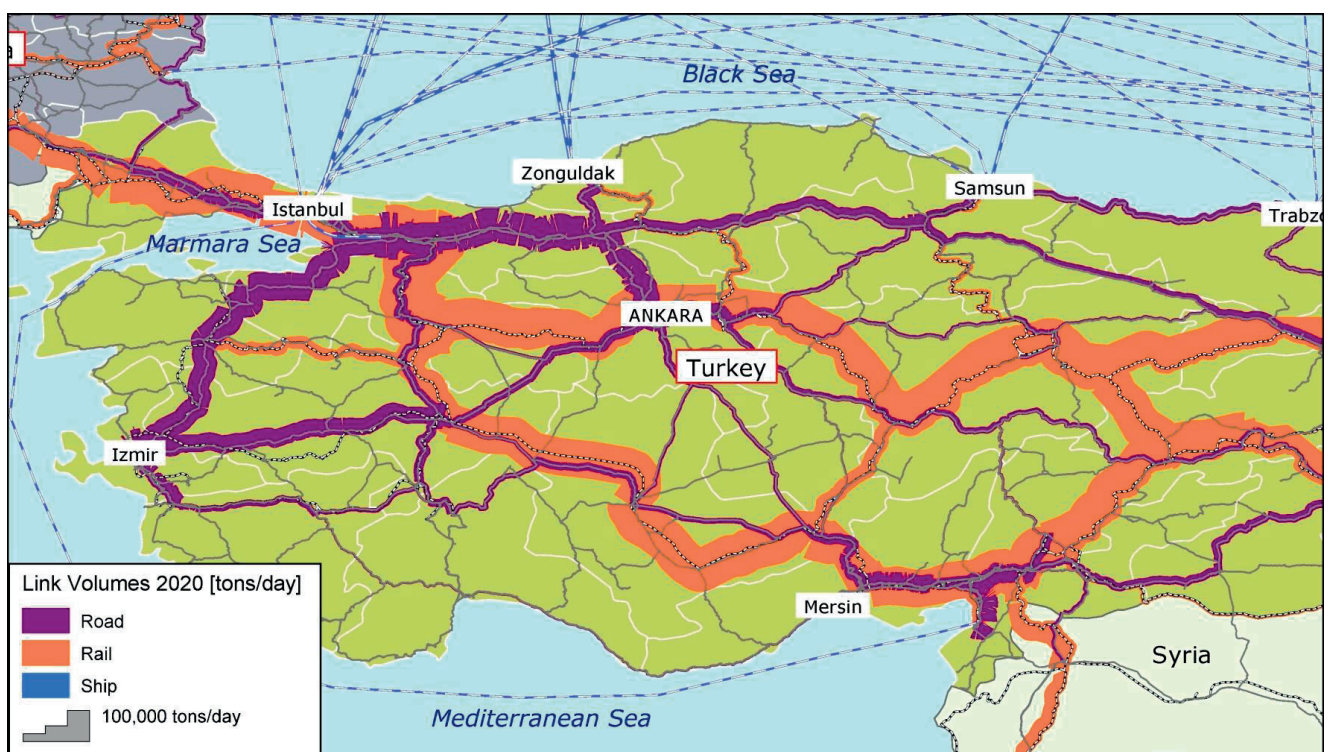 a
Black Sea
Zonguldak
Samsun
Istanbul
Trabzo
Marmara Sea
ANKARA
Turkey
Izmir
Link Volumes 2020 [tons/day]
Road
Rail
Ship
100,000 tons/day
Mersin
Syria
Mediterranean Sea